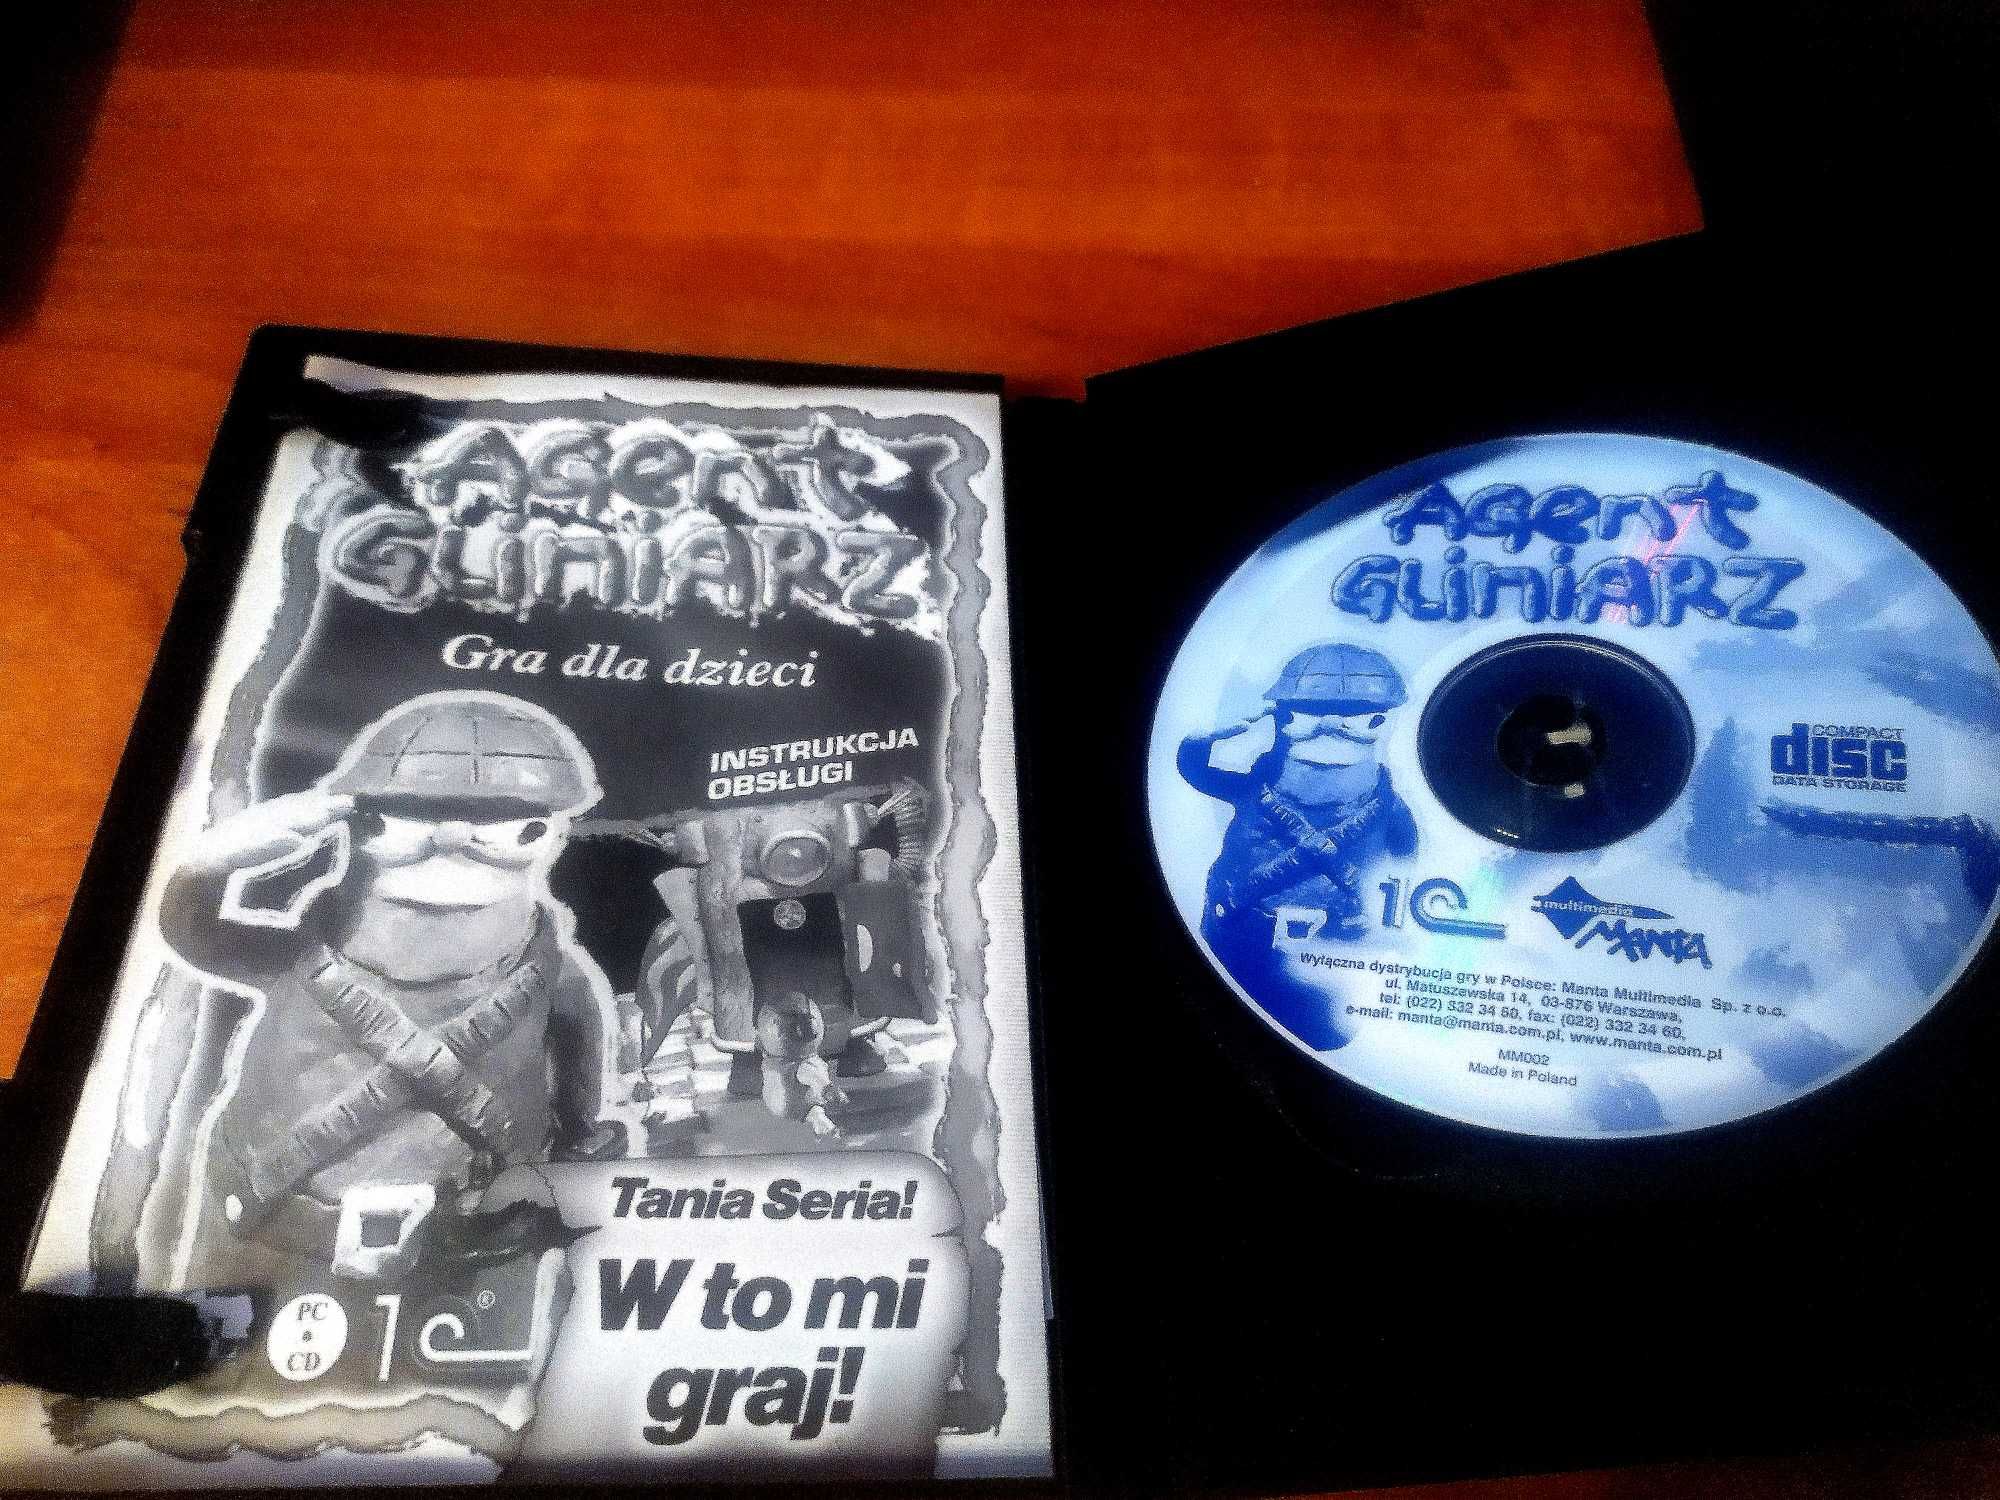 Agent
Gliniarz
Gra dla dzieci
INSTRUKCJA
OBSŁUGI
Tania Seria!
W to mi
graj!
PC
CD
1C®
Agent
Gliniarz
COMPACT
disc
DATA STORAGE
1C
multimedia
MANTA
Wyłączna dystrybucja gry w Polsce: Manta Multimedia Sp. z o.o.
ul. Matuszewska 14, 03-876 Warszawa,
tel: (022) 332 34 60, fax: (022) 332 34 60,
e-mail: manta@manta.com.pl, www.manta.com.pl
MM002
Made in Poland